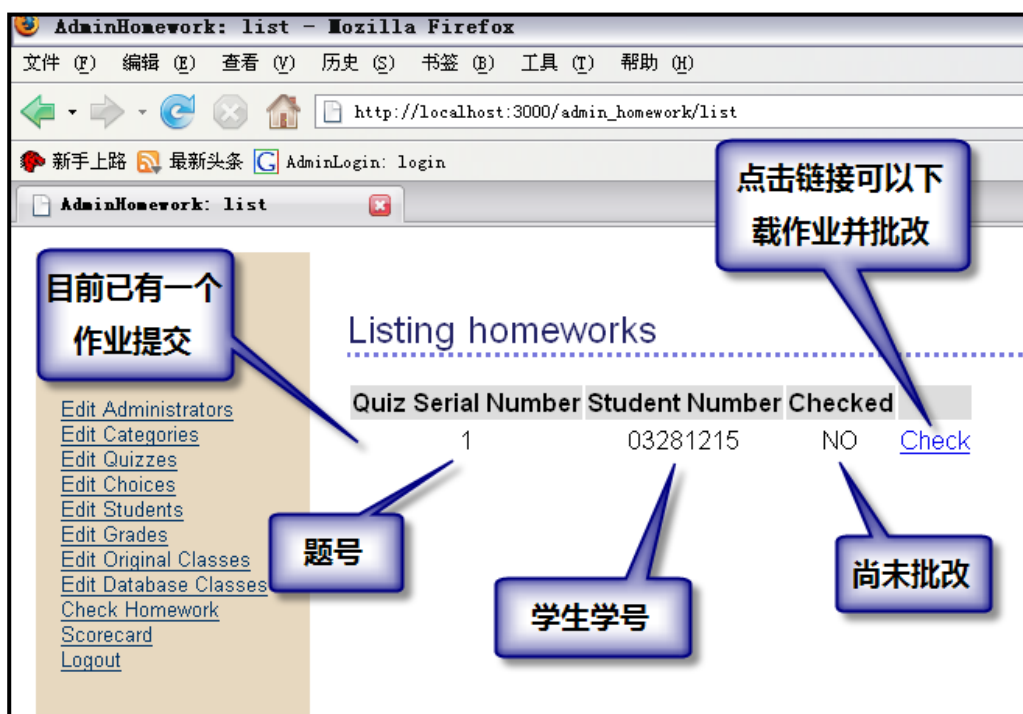 AdminHomework: list - Mozilla Firefox
文件 (F) 编辑 (E) 查看 (V) 历史 (S) 书签 (B) 工具 (T) 帮助 (H)
http://localhost:3000/admin_homework/list
新手上路 最新头条 AdminLogin: login
AdminHomework: list
点击链接可以下
载作业并批改
目前已有一个
作业提交
Listing homeworks
Quiz Serial Number Student Number Checked
1 03281215 NO Check
Edit Administrators
Edit Categories
Edit Quizzes
Edit Choices
Edit Students
Edit Grades
Edit Original Classes
Edit Database Classes
Check Homework
Scorecard
Logout
题号
学生学号
尚未批改